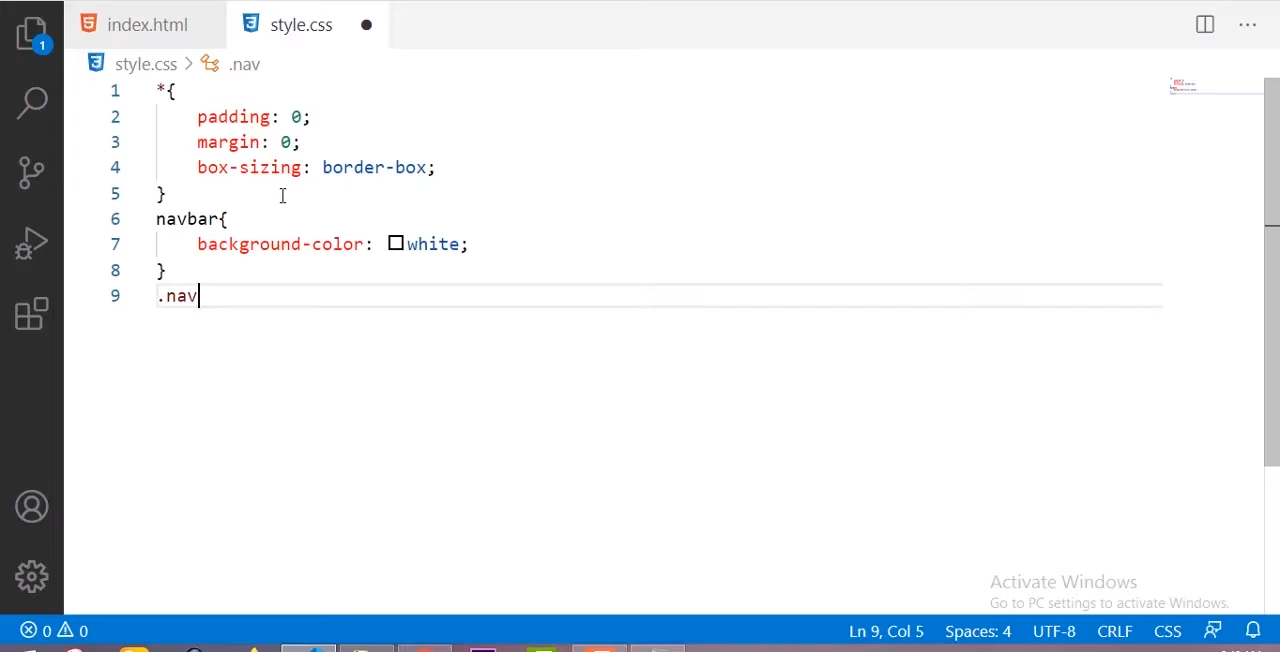 index.html style.css
1
style.css > .nav
1 *{
2 padding: 0;
3 margin: 0;
4 box-sizing: border-box;
5 }
6 navbar{
7 background-color: white;
8 }
9 .nav
Activate Windows
Go to PC settings to activate Windows.
0 0 Ln 9, Col 5 Spaces: 4 UTF-8 CRLF CSS